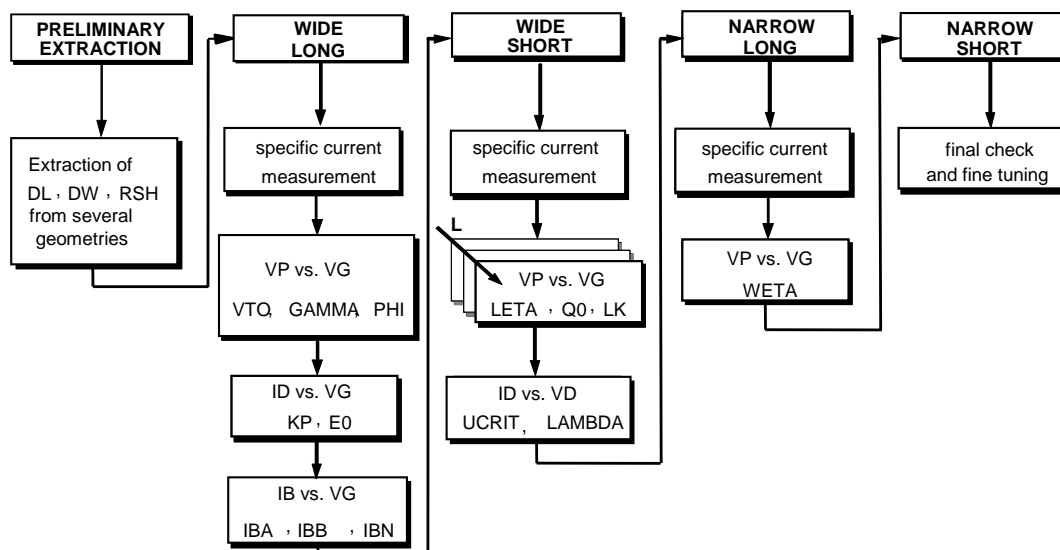 PRELIMINARY
EXTRACTION
Extraction of
DL, DW, RSH
from several
geometries
WIDE
LONG
specific current
measurement
VP vs. VG
VTO, GAMMA, PHI
ID vs. VG
KP, E0
IB vs. VG
IBA, IBB, IBN
WIDE
SHORT
specific current
measurement
L
VP vs. VG
LETA, Q0, LK
ID vs. VD
UCRIT, LAMBDA
NARROW
LONG
specific current
measurement
VP vs. VG
WETA
NARROW
SHORT
final check
and fine tuning